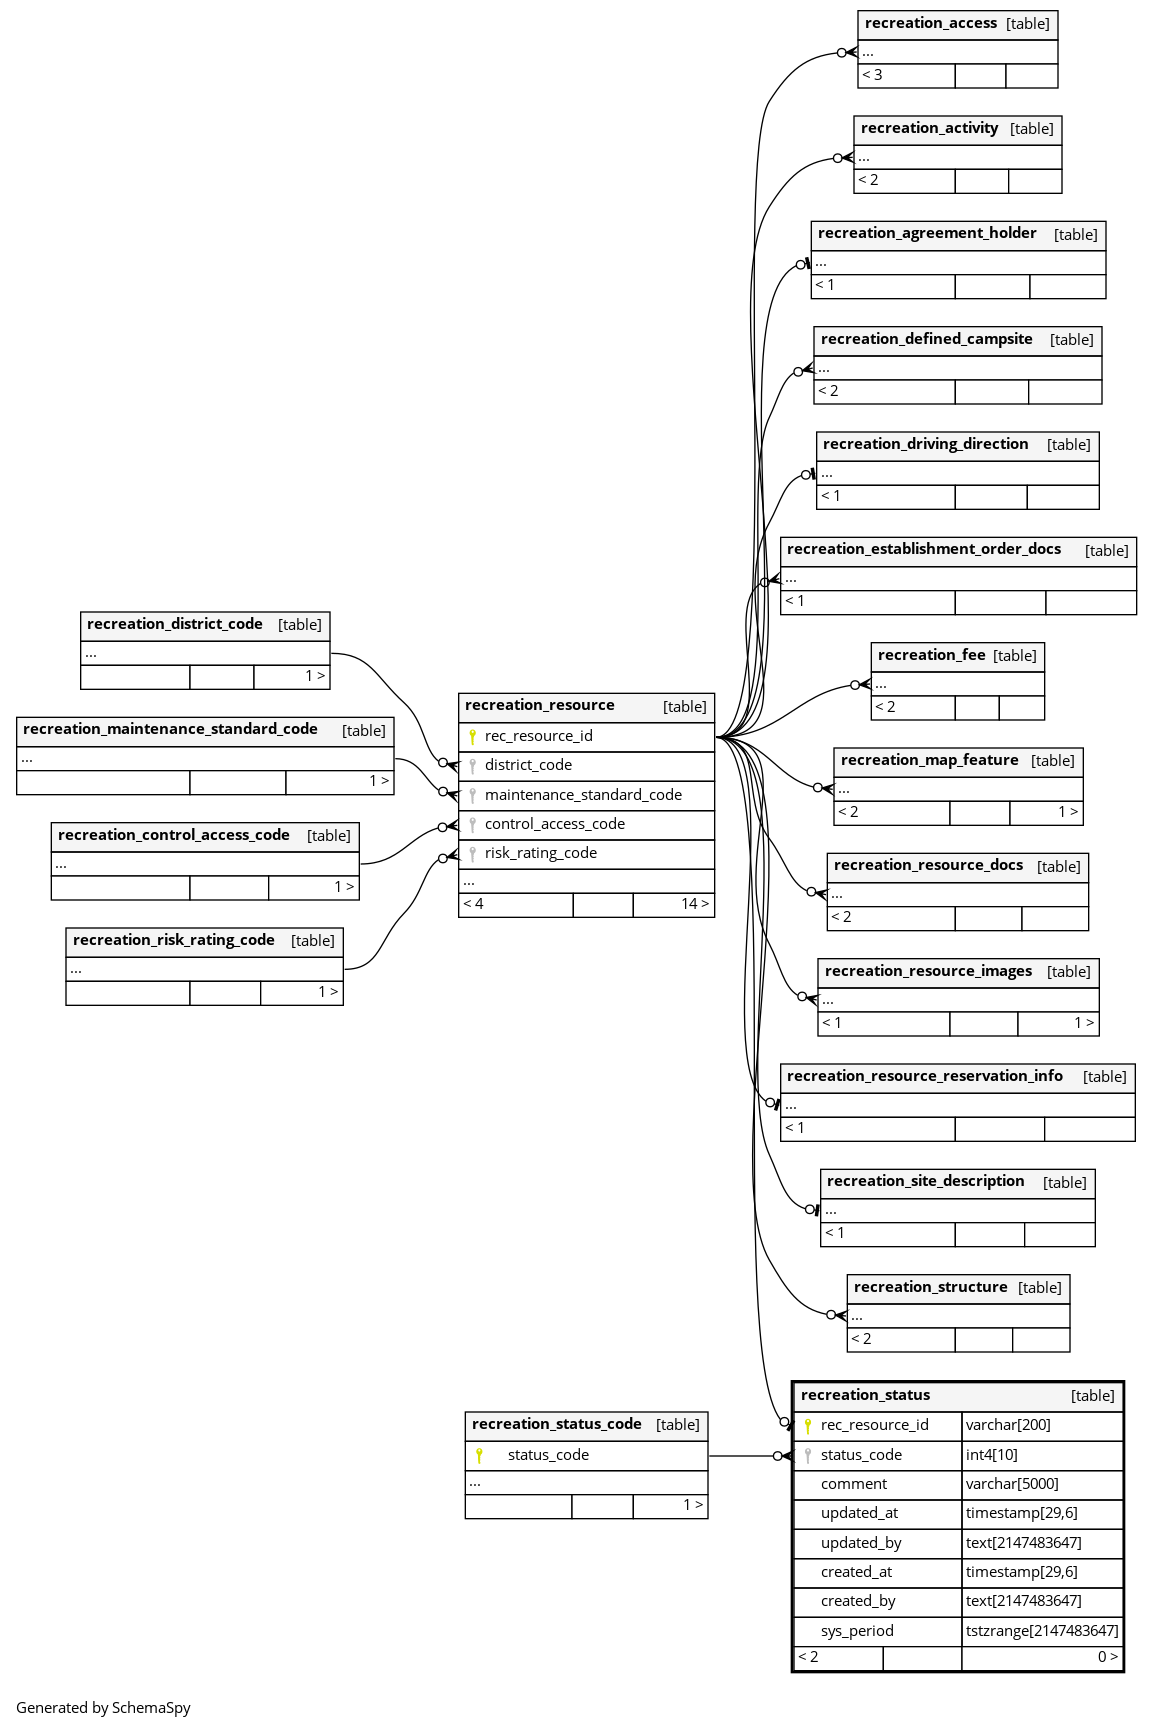 recreation_access [table]
...
< 3
recreation_activity [table]
...
< 2
recreation_agreement_holder [table]
...
< 1
recreation_defined_campsite [table]
...
< 2
recreation_driving_direction [table]
...
< 1
recreation_establishment_order_docs [table]
...
< 1
recreation_district_code [table]
...
1 >
recreation_maintenance_standard_code [table]
...
1 >
recreation_control_access_code [table]
...
1 >
recreation_risk_rating_code [table]
...
1 >
recreation_resource [table]
rec_resource_id
district_code
maintenance_standard_code
control_access_code
risk_rating_code
...
< 4 14 >
recreation_fee [table]
...
< 2
recreation_map_feature [table]
...
< 2 1 >
recreation_resource_docs [table]
...
< 2
recreation_resource_images [table]
...
< 1 1 >
recreation_resource_reservation_info [table]
...
< 1
recreation_site_description [table]
...
< 1
recreation_structure [table]
...
< 2
recreation_status_code [table]
status_code
...
1 >
recreation_status [table]
rec_resource_id varchar[200]
status_code int4[10]
comment varchar[5000]
updated_at timestamp[29,6]
updated_by text[2147483647]
created_at timestamp[29,6]
created_by text[2147483647]
sys_period tstzrange[2147483647]
< 2 0 >
Generated by SchemaSpy